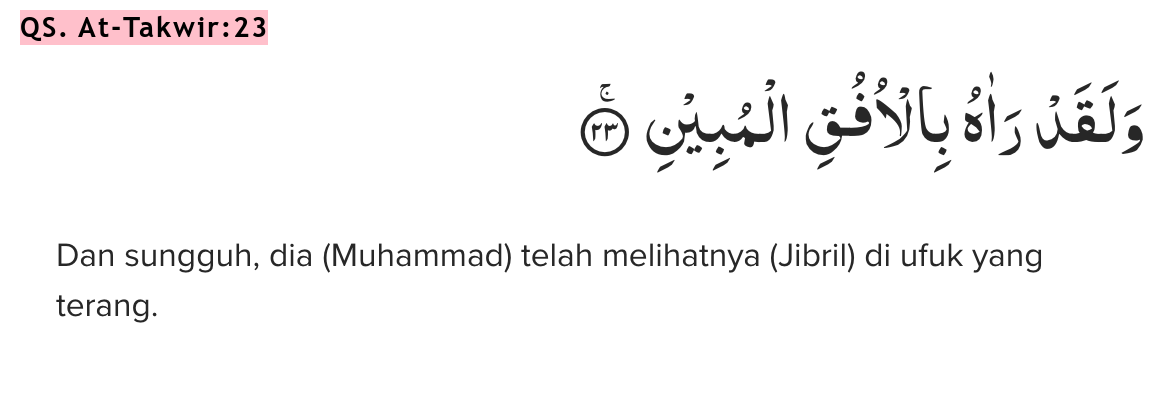 QS. At-Takwir:23
وَلَقَدْ رَاٰهُ بِالْاُفُقِ الْمُبِيْنِۚ ٢٣
Dan sungguh, dia (Muhammad) telah melihatnya (Jibril) di ufuk yang
terang.